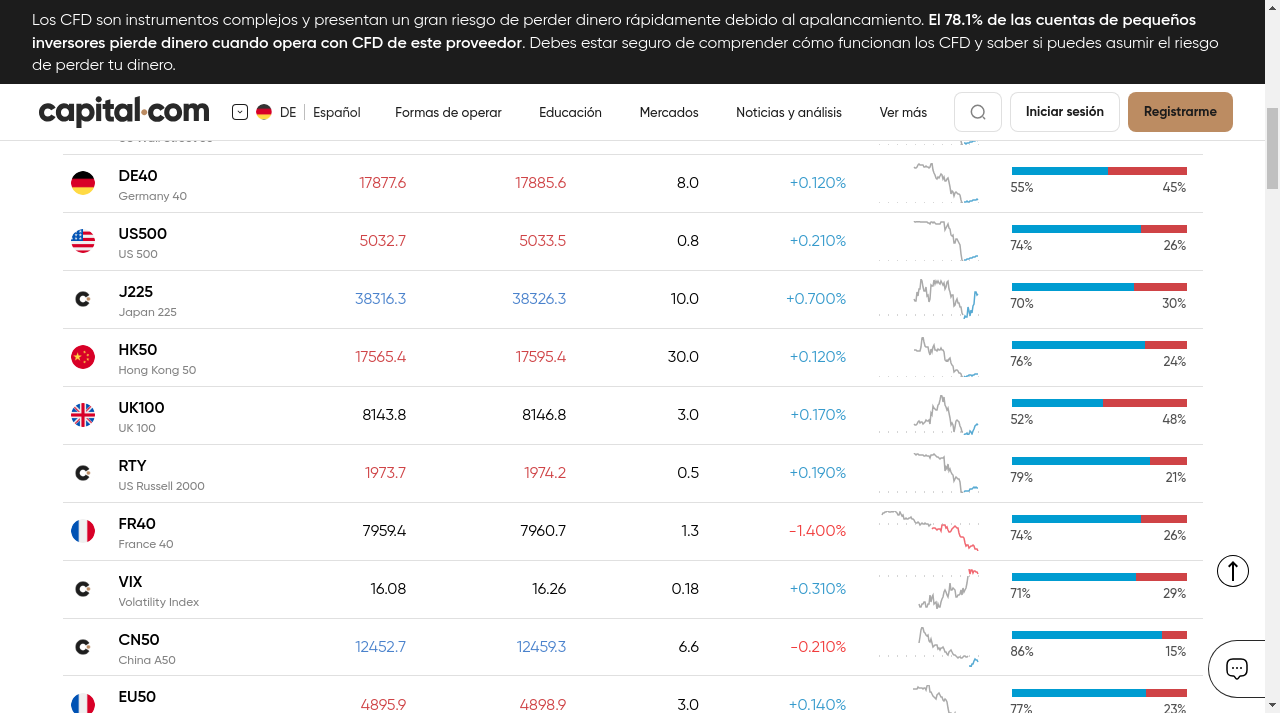 Los CFD son instrumentos complejos y presentan un gran riesgo de perder dinero rápidamente debido al apalancamiento. El 78.1% de las cuentas de pequeños
inversores pierde dinero cuando opera con CFD de este proveedor. Debes estar seguro de comprender cómo funcionan los CFD y saber si puedes asumir el riesgo
de perder tu dinero.
capital.com DE Español Formas de operar Educación Mercados Noticias y análisis Ver más Iniciar sesión Registrarme
DE40 17877.6 17885.6 8.0 +0.120%
Germany 40 55% 45%
US500 5032.7 5033.5 0.8 +0.210%
US 500 74% 26%
J225 38316.3 38326.3 10.0 +0.700%
Japan 225 70% 30%
HK50 17565.4 17595.4 30.0 +0.120%
Hong Kong 50 76% 24%
UK100 8143.8 8146.8 3.0 +0.170%
UK 100 52% 48%
RTY 1973.7 1974.2 0.5 +0.190%
US Russell 2000 79% 21%
FR40 7959.4 7960.7 1.3 -1.400%
France 40 74% 26%
VIX 16.08 16.26 0.18 +0.310%
Volatility Index 71% 29%
CN50 12452.7 12459.3 6.6 -0.210%
China A50 86% 15%
EU50 4895.9 4898.9 3.0 +0.140%
77% 23%